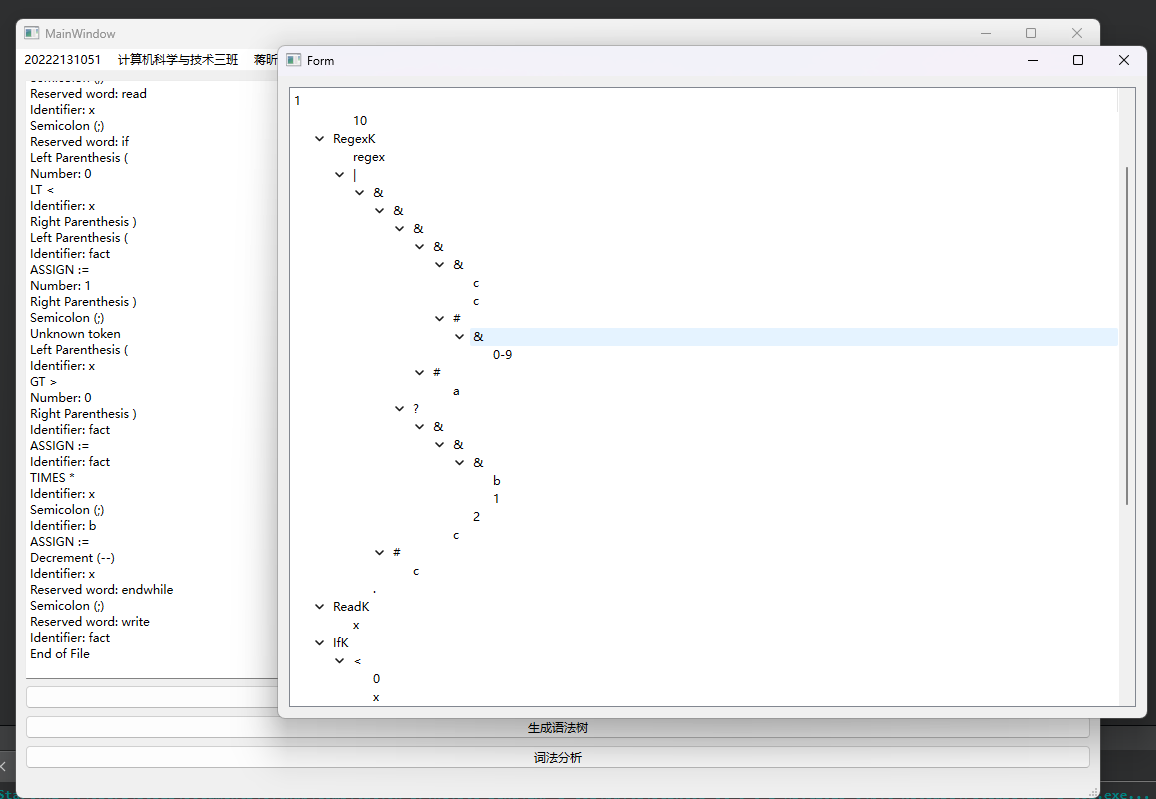 MainWindow
20222131051 计算机科学与技术三班 蒋昕
Semicolon (;)
Reserved word: read
Identifier: x
Semicolon (;)
Reserved word: if
Left Parenthesis (
Number: 0
LT <
Identifier: x
Right Parenthesis )
Left Parenthesis (
Identifier: fact
ASSIGN :=
Number: 1
Right Parenthesis )
Semicolon (;)
Unknown token
Left Parenthesis (
Identifier: x
GT >
Number: 0
Right Parenthesis )
Identifier: fact
ASSIGN :=
Identifier: fact
TIMES *
Identifier: x
Semicolon (;)
Identifier: b
ASSIGN :=
Decrement (--)
Identifier: x
Reserved word: endwhile
Semicolon (;)
Reserved word: write
Identifier: fact
End of File
Form
1
10
RegexK
regex
|
&
&
&
&
&
c
c
#
&
0-9
#
a
?
&
&
&
b
1
2
c
#
c
.
ReadK
x
IfK
<
0
x
生成语法树
词法分析
.exe...